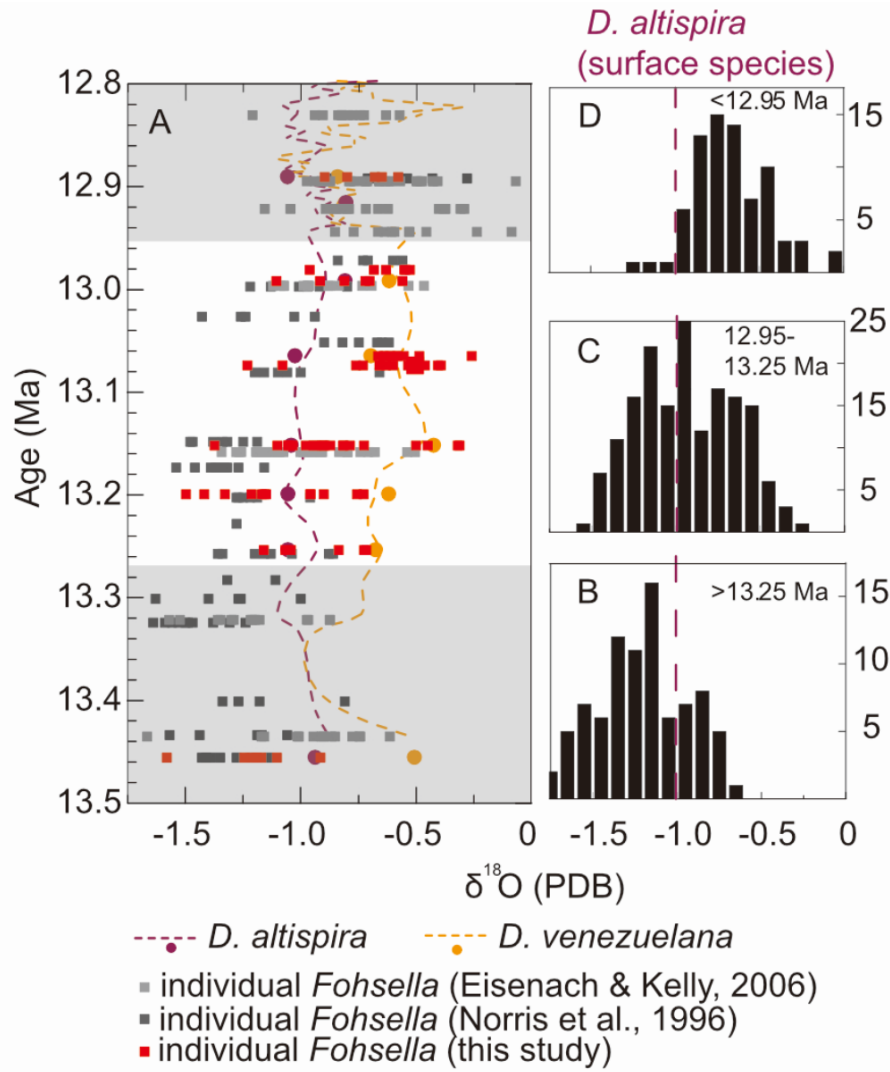 D. altispira
(surface species)
A
12.8
12.9
13.0
13.1
13.2
13.3
13.4
13.5
Age (Ma)
-1.5
-1.0
-0.5
0
D
<12.95 Ma
15
5
C
12.95-
13.25 Ma
25
15
5
B
>13.25 Ma
15
10
5
-1.5
-1.0
-0.5
0
δ18O (PDB)
D. altispira
D. venezuelana
individual Fohsella (Eisenach & Kelly, 2006)
individual Fohsella (Norris et al., 1996)
individual Fohsella (this study)